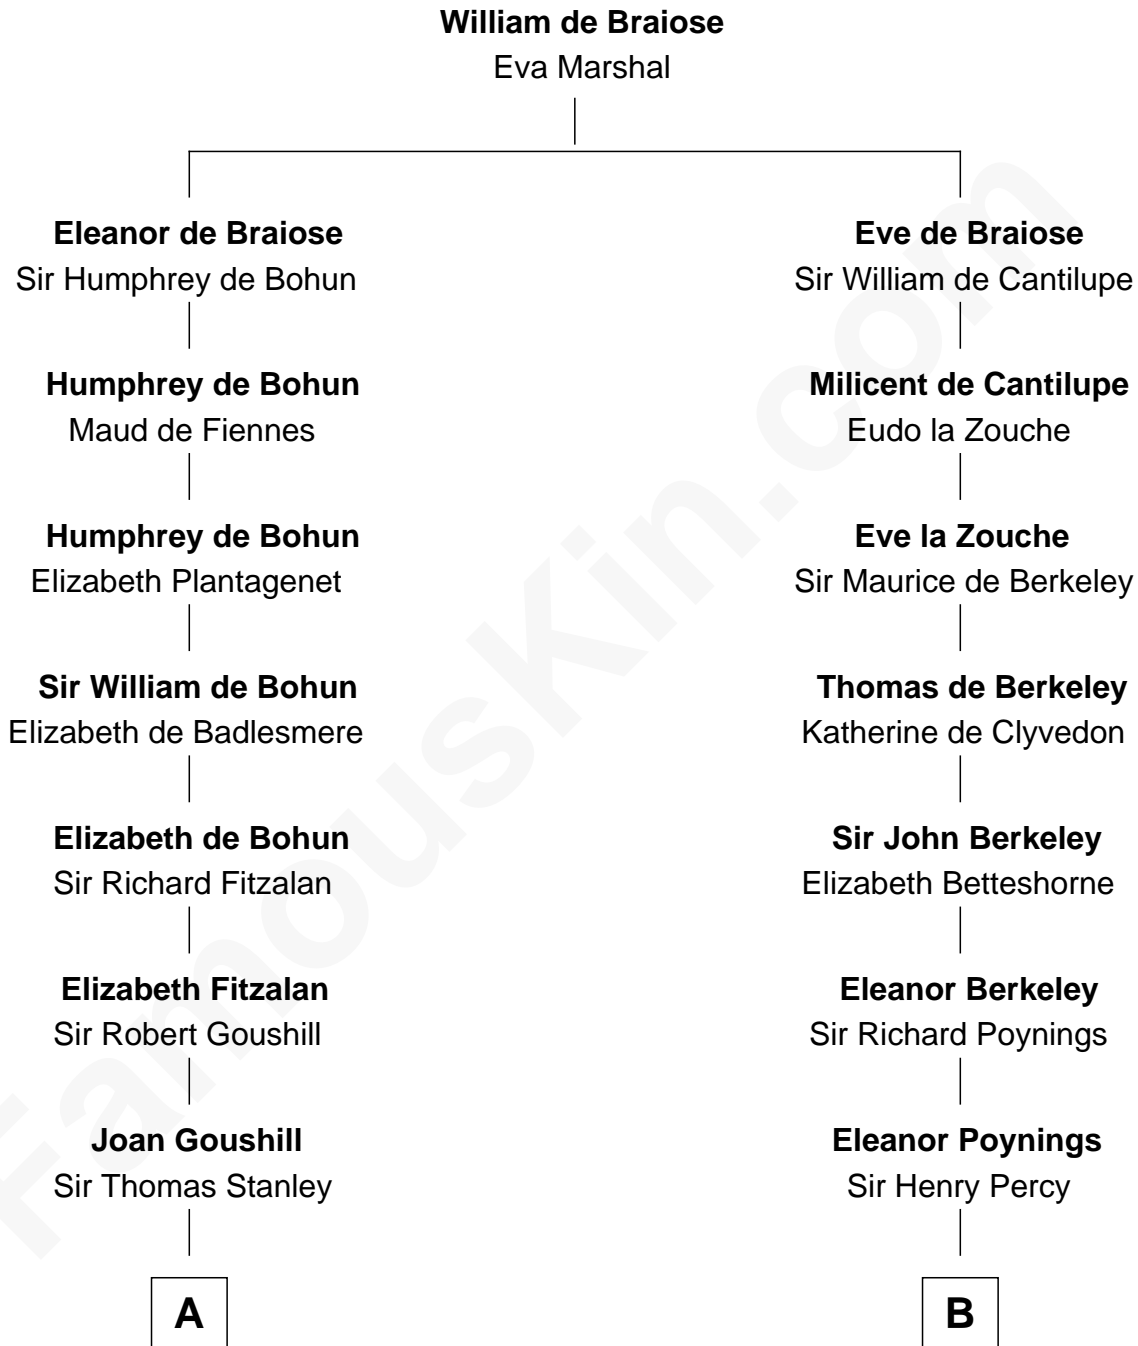 William de Braiose
Eva Marshal
Eleanor de Braiose
Sir Humphrey de Bohun
Eve de Braiose
Sir William de Cantilupe
Humphrey de Bohun
Maud de Fiennes
Milicent de Cantilupe
Eudo la Zouche
Humphrey de Bohun
Elizabeth Plantagenet
Eve la Zouche
Sir Maurice de Berkeley
Sir William de Bohun
Elizabeth de Badlesmere
Thomas de Berkeley
Katherine de Clyvedon
Elizabeth de Bohun
Sir Richard Fitzalan
Sir John Berkeley
Elizabeth Betteshorne
Elizabeth Fitzalan
Sir Robert Goushill
Eleanor Berkeley
Sir Richard Poynings
Joan Goushill
Sir Thomas Stanley
Eleanor Poynings
Sir Henry Percy
A
B
FamousKin.com